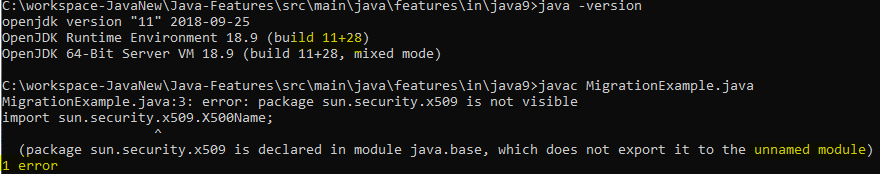 C:\workspace-JavaNew\Java-Features\src\main\java\features\in\java9>java -version
openjdk version "11" 2018-09-25
OpenJDK Runtime Environment 18.9 (build 11+28)
OpenJDK 64-Bit Server VM 18.9 (build 11+28, mixed mode)
C:\workspace-JavaNew\Java-Features\src\main\java\features\in\java9>javac MigrationExample.java
MigrationExample.java:3: error: package sun.security.x509 is not visible
import sun.security.x509.X500Name;
^
(package sun.security.x509 is declared in module java.base, which does not export it to the unnamed module)
1 error